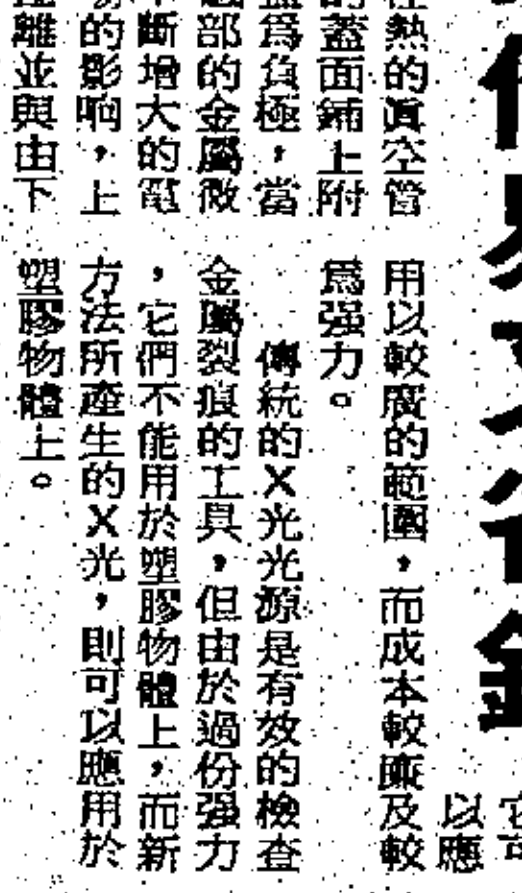 熱的眞空管
的蓋面鋪上附
蓋爲負極，當
部的金屬微
斷增大的電
的影响，上
離並與由下
以應
用以較廣的範圍，而成本較廉及較
爲强力。
傳統的X光光源是有效的檢查
金屬裂痕的工具，但由於過份强力
，它們不能用於塑膠物體上，而新
方法所產生的X光，則可以應用於
塑膠物體上。